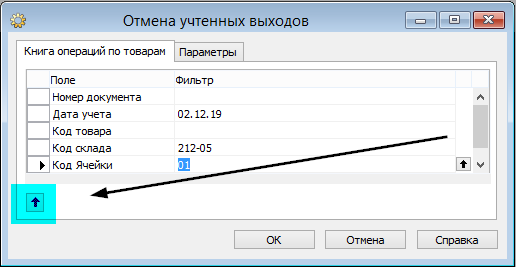 Отмена учтенных выходов
Книга операций по товарам Параметры
Поле Фильтр
Номер документа
Дата учета 02.12.19
Код товара
Код склада 212-05
Код Ячейки 01
ОК Отмена Справка